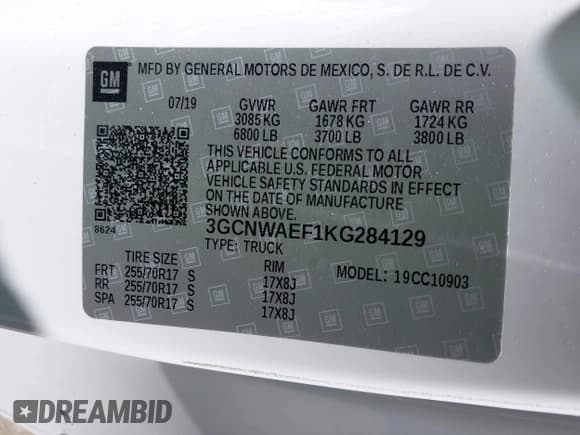 GM MFD BY GENERAL MOTORS DE MEXICO, S. DE R.L. DE C.V.
07/19 GVWR GAWR FRT GAWR RR
3085 KG 1678 KG 1724 KG
6800 LB 3700 LB 3800 LB
THIS VEHICLE CONFORMS TO ALL
APPLICABLE U.S. FEDERAL MOTOR
VEHICLE SAFETY STANDARDS IN EFFECT
ON THE DATE OF MANUFACTURE
SHOWN ABOVE.
8624 3GCNWAEF1KG284129
TYPE: TRUCK
TIRE SIZE RIM MODEL: 19CC10903
FRT 255/70R17 S 17X8J
RR 255/70R17 S 17X8J
SPA 255/70R17 S 17X8J
DREAMBID